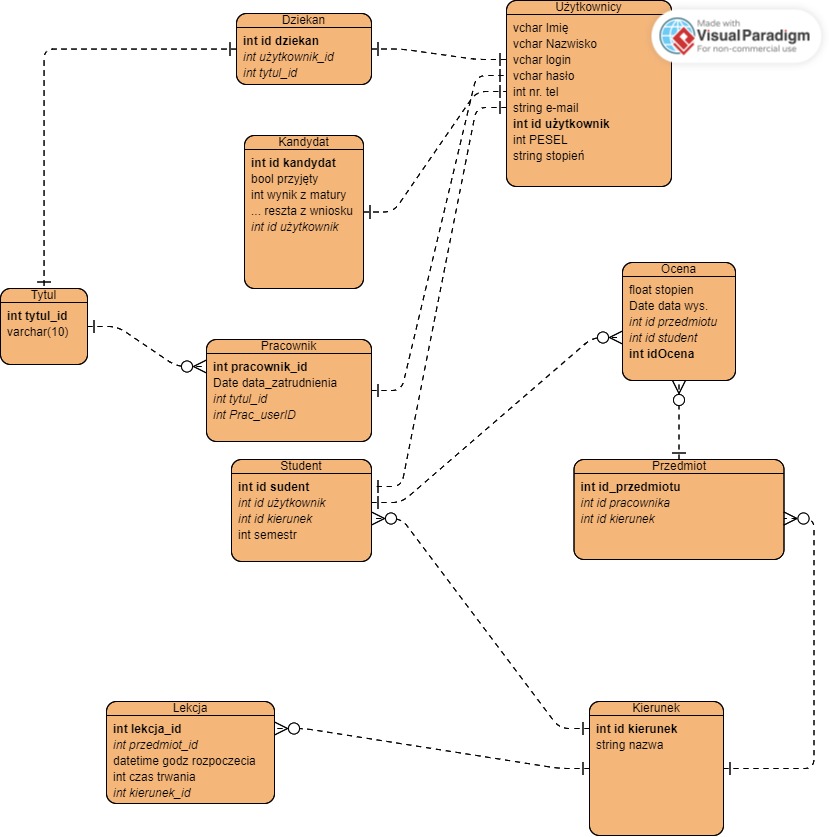 Dziekan
int id dziekan
int użytkownik_id
int tytul_id
Użytkownicy
vchar Imię
vchar Nazwisko
vchar login
vchar hasło
int nr. tel
string e-mail
int id użytkownik
int PESEL
string stopień
Made with
VisualParadigm
For non-commercial use
Kandydat
int id kandydat
bool przyjęty
int wynik z matury
... reszta z wniosku
int id użytkownik
Tytul
int tytul_id
varchar(10)
Ocena
float stopien
Date data wys.
int id przedmiotu
int id student
int idOcena
Pracownik
int pracownik_id
Date data_zatrudnienia
int tytul_id
int Prac_userID
Student
int id sudent
int id użytkownik
int id kierunek
int semestr
Przedmiot
int id_przedmiotu
int id pracownika
int id kierunek
Lekcja
int lekcja_id
int przedmiot_id
datetime godz rozpoczecia
int czas trwania
int kierunek_id
Kierunek
int id kierunek
string nazwa